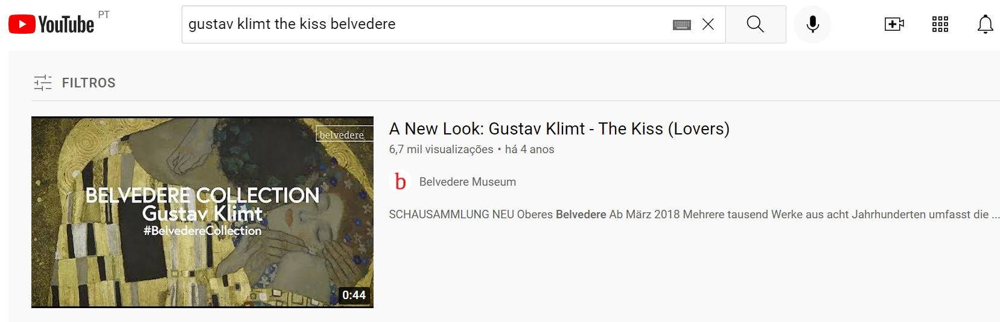 YouTube PT
gustav klimt the kiss belvedere
FILTROS
belvedere
BELVEDERE COLLECTION
Gustav Klimt
#BelvedereCollection
0:44
A New Look: Gustav Klimt - The Kiss (Lovers)
6,7 mil visualizações • há 4 anos
b Belvedere Museum
SCHAUSAMMLUNG NEU Oberes Belvedere Ab März 2018 Mehrere tausend Werke aus acht Jahrhunderten umfasst die ...